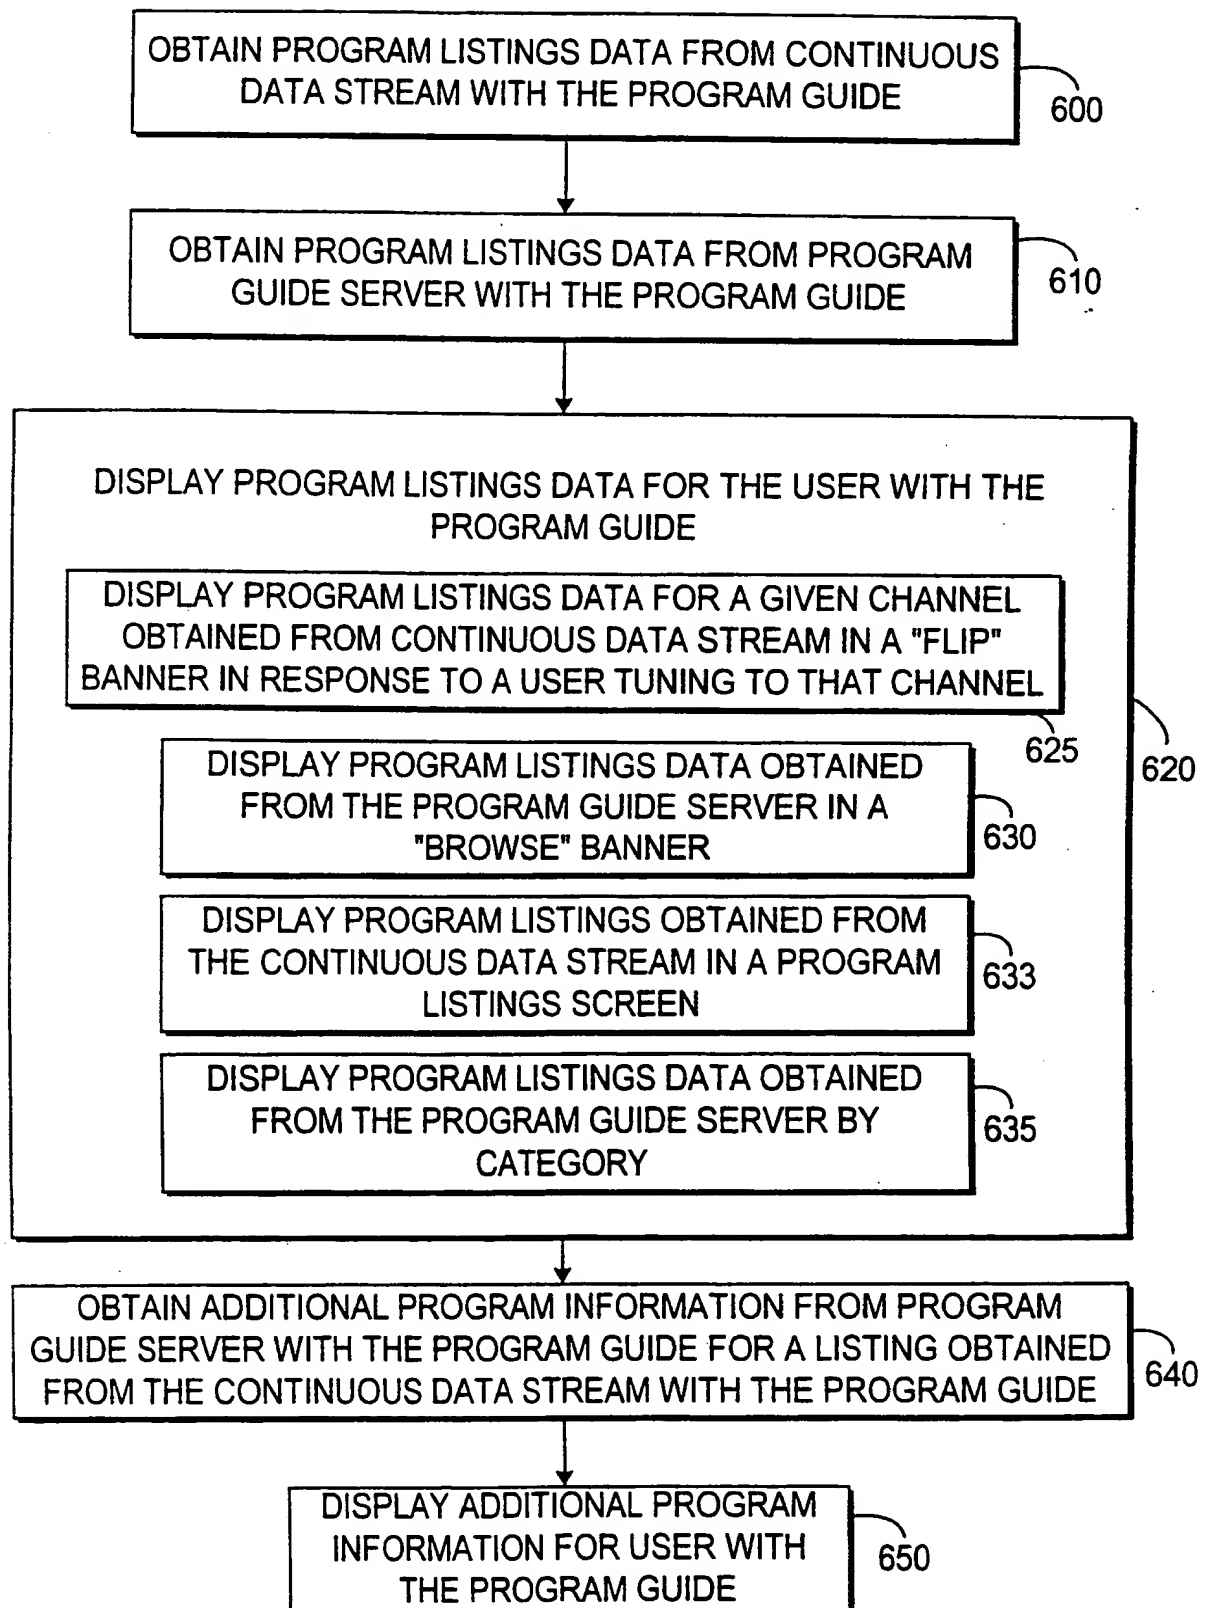 OBTAIN PROGRAM LISTINGS DATA FROM CONTINUOUS
DATA STREAM WITH THE PROGRAM GUIDE
600
OBTAIN PROGRAM LISTINGS DATA FROM PROGRAM
GUIDE SERVER WITH THE PROGRAM GUIDE
610
DISPLAY PROGRAM LISTINGS DATA FOR THE USER WITH THE
PROGRAM GUIDE
DISPLAY PROGRAM LISTINGS DATA FOR A GIVEN CHANNEL
OBTAINED FROM CONTINUOUS DATA STREAM IN A "FLIP"
BANNER IN RESPONSE TO A USER TUNING TO THAT CHANNEL
625
620
DISPLAY PROGRAM LISTINGS DATA OBTAINED
FROM THE PROGRAM GUIDE SERVER IN A
"BROWSE" BANNER
630
DISPLAY PROGRAM LISTINGS OBTAINED FROM
THE CONTINUOUS DATA STREAM IN A PROGRAM
LISTINGS SCREEN
633
DISPLAY PROGRAM LISTINGS DATA OBTAINED
FROM THE PROGRAM GUIDE SERVER BY
CATEGORY
635
OBTAIN ADDITIONAL PROGRAM INFORMATION FROM PROGRAM
GUIDE SERVER WITH THE PROGRAM GUIDE FOR A LISTING OBTAINED
FROM THE CONTINUOUS DATA STREAM WITH THE PROGRAM GUIDE
640
DISPLAY ADDITIONAL PROGRAM
INFORMATION FOR USER WITH
THE PROGRAM GUIDE
650